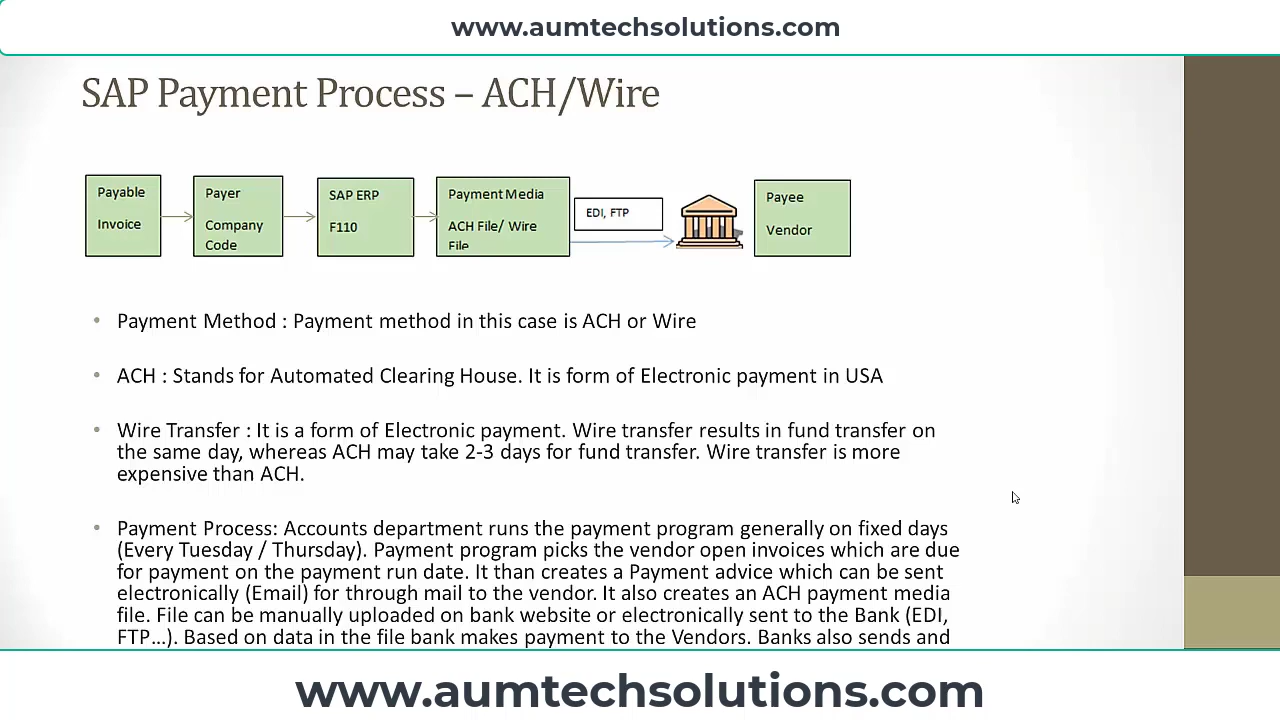 www.aumtechsolutions.com
SAP Payment Process – ACH/Wire
Payable
Invoice
Payer
Company
Code
SAP ERP
F110
Payment Media
ACH File/ Wire
File
EDI, FTP
Payee
Vendor
• Payment Method : Payment method in this case is ACH or Wire
• ACH : Stands for Automated Clearing House. It is form of Electronic payment in USA
• Wire Transfer : It is a form of Electronic payment. Wire transfer results in fund transfer on
the same day, whereas ACH may take 2-3 days for fund transfer. Wire transfer is more
expensive than ACH.
• Payment Process: Accounts department runs the payment program generally on fixed days
(Every Tuesday / Thursday). Payment program picks the vendor open invoices which are due
for payment on the payment run date. It than creates a Payment advice which can be sent
electronically (Email) for through mail to the vendor. It also creates an ACH payment media
file. File can be manually uploaded on bank website or electronically sent to the Bank (EDI,
FTP...). Based on data in the file bank makes payment to the Vendors. Banks also sends and
www.aumtechsolutions.com